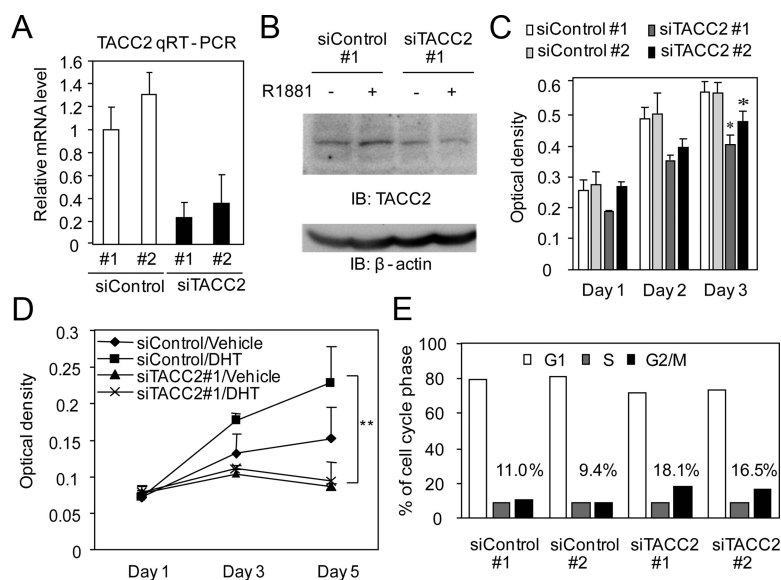 A
TACC2 qRT-PCR
Relative mRNA level
1.6
1.4
1.2
1
0.8
0.6
0.4
0.2
0
#1 #2 #1 #2
siControl siTACC2
B
siControl siTACC2
#1 #1
R1881 - + - +
IB: TACC2
IB: β-actin
C
siControl #1 siTACC2 #1
siControl #2 siTACC2 #2
Optical density
0.6
0.5
0.4
0.3
0.2
0.1
0
* *
Day 1 Day 2 Day 3
D
Optical density
0.3
0.25
0.2
0.15
0.1
0.05
0
siControl/Vehicle
siControl/DHT
siTACC2#1/Vehicle
siTACC2#1/DHT
**
Day 1 Day 3 Day 5
E
% of cell cycle phase
100
80
60
40
20
0
G1 S G2/M
11.0% 9.4% 18.1% 16.5%
siControl siControl siTACC2 siTACC2
#1 #2 #1 #2